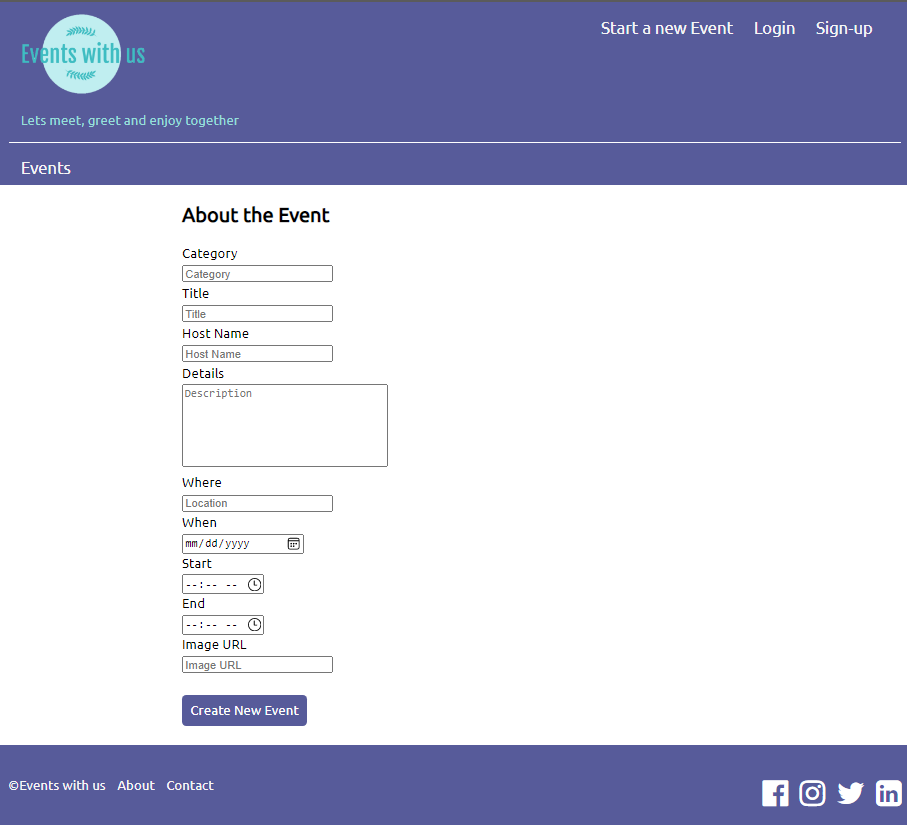 Events with us
Start a new Event Login Sign-up
Lets meet, greet and enjoy together
Events
About the Event
Category
Category
Title
Title
Host Name
Host Name
Details
Description
Where
Location
When
mm/dd/yyyy
Start
--:-- --
End
--:-- --
Image URL
Image URL
Create New Event
©Events with us About Contact